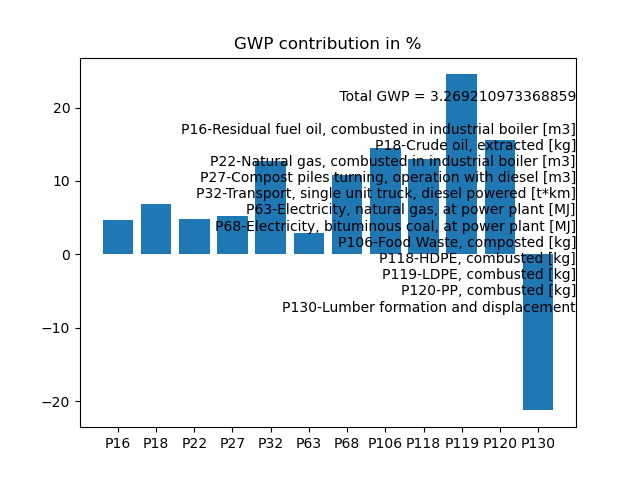 GWP contribution in %
Total GWP = 3.269210973368859
P16-Residual fuel oil, combusted in industrial boiler [m3]
P18-Crude oil, extracted [kg]
P22-Natural gas, combusted in industrial boiler [m3]
P27-Compost piles turning, operation with diesel [m3]
P32-Transport, single unit truck, diesel powered [t*km]
P63-Electricity, natural gas, at power plant [MJ]
P68-Electricity, bituminous coal, at power plant [MJ]
P106-Food Waste, composted [kg]
P118-HDPE, combusted [kg]
P119-LDPE, combusted [kg]
P120-PP, combusted [kg]
P130-Lumber formation and displacement
20
10
0
−10
−20
P16 P18 P22 P27 P32 P63 P68 P106 P118 P119 P120 P130